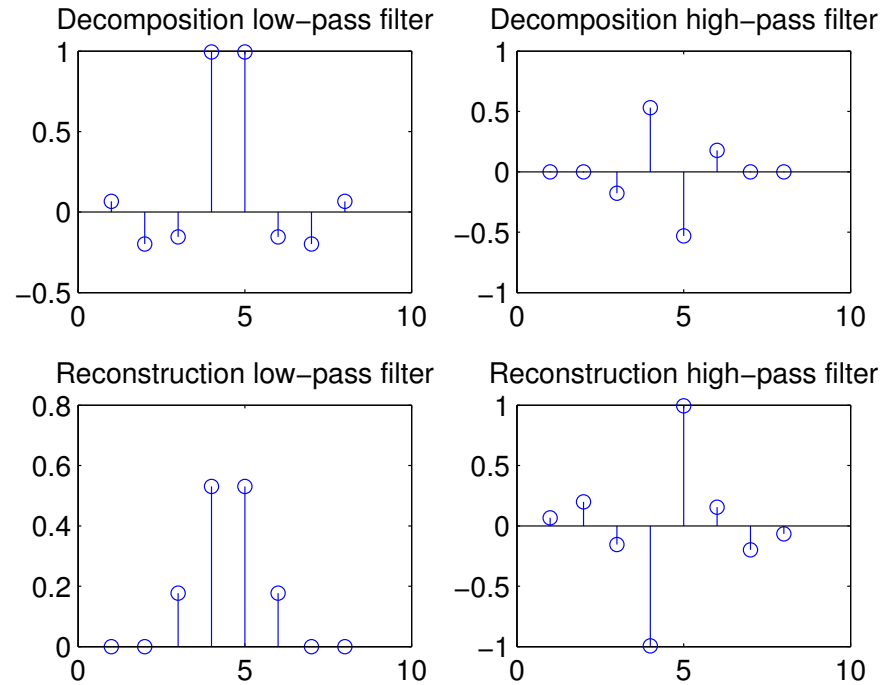 Decomposition low−pass filter
1
0.5
0
−0.5
0 5 10
Decomposition high−pass filter
1
0.5
0
−0.5
−1
0 5 10
Reconstruction low−pass filter
0.8
0.6
0.4
0.2
0
0 5 10
Reconstruction high−pass filter
1
0.5
0
−0.5
−1
0 5 10